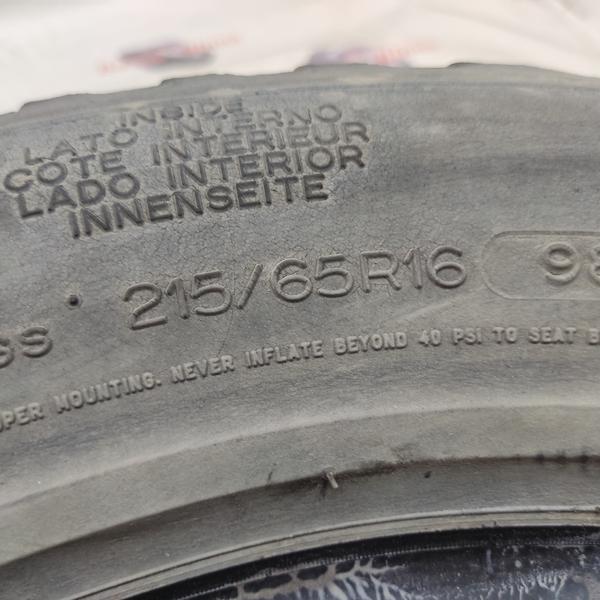 INSIDE
LATO INTERNO
COTE INTERIEUR
LADO INTERIOR
INNENSEITE
215/65R16 98
SS
MOUNTING. NEVER INFLATE BEYOND 40 PSI TO SEAT B